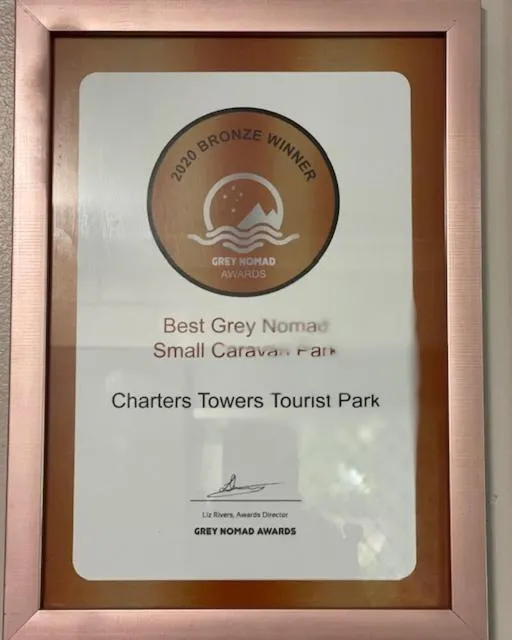 2020 BRONZE WINNER
GREY NOMAD
AWARDS
Best Grey Nomad
Small Caravan Park
Charters Towers Tourist Park
Liz Rivers, Awards Director
GREY NOMAD AWARDS